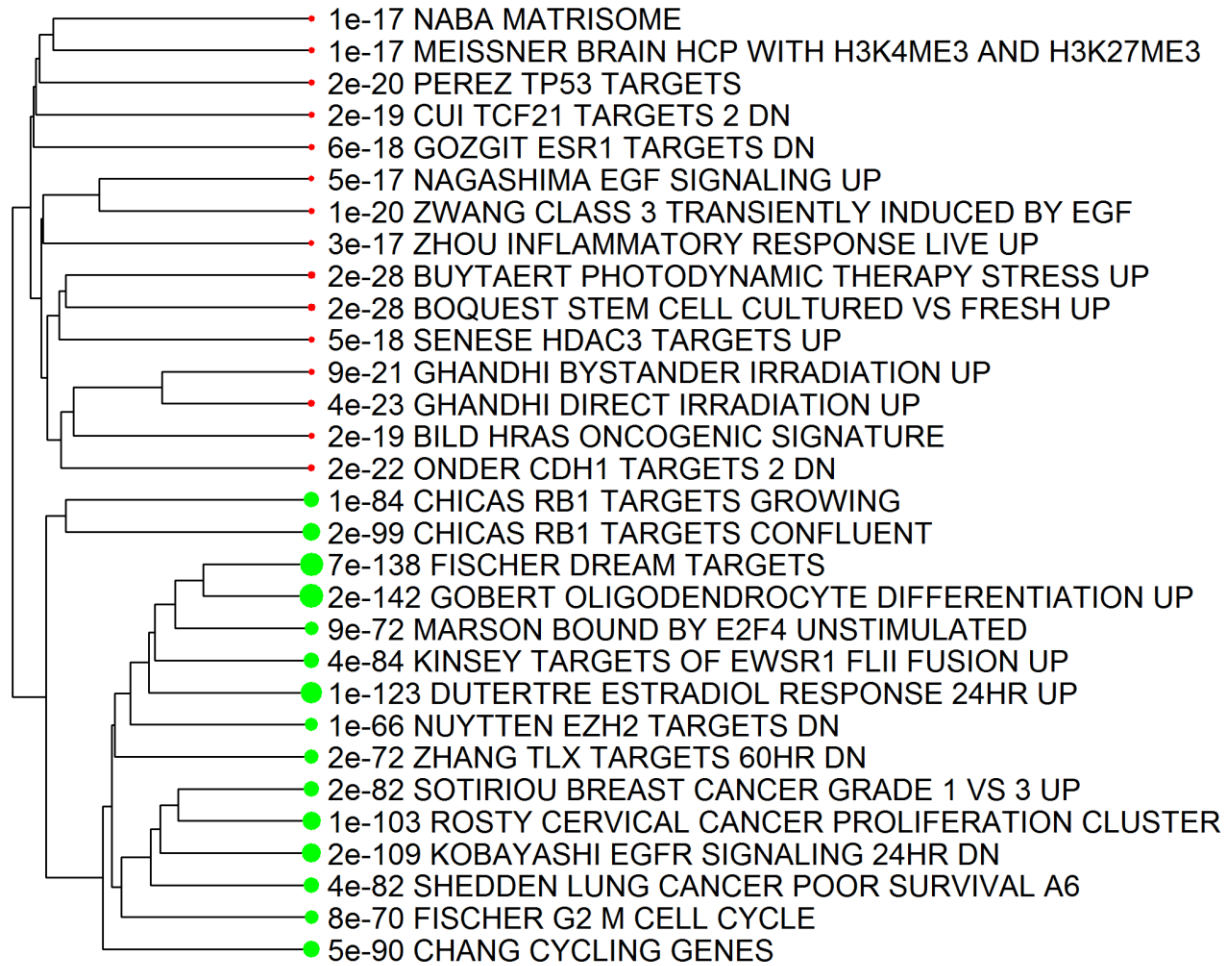 1e-17 NABA MATRISOME
1e-17 MEISSNER BRAIN HCP WITH H3K4ME3 AND H3K27ME3
2e-20 PEREZ TP53 TARGETS
2e-19 CUI TCF21 TARGETS 2 DN
6e-18 GOZGIT ESR1 TARGETS DN
5e-17 NAGASHIMA EGF SIGNALING UP
1e-20 ZWANG CLASS 3 TRANSIENTLY INDUCED BY EGF
3e-17 ZHOU INFLAMMATORY RESPONSE LIVE UP
2e-28 BUYTAERT PHOTODYNAMIC THERAPY STRESS UP
2e-28 BOQUEST STEM CELL CULTURED VS FRESH UP
5e-18 SENESE HDAC3 TARGETS UP
9e-21 GHANDHI BYSTANDER IRRADIATION UP
4e-23 GHANDHI DIRECT IRRADIATION UP
2e-19 BILD HRAS ONCOGENIC SIGNATURE
2e-22 ONDER CDH1 TARGETS 2 DN
1e-84 CHICAS RB1 TARGETS GROWING
2e-99 CHICAS RB1 TARGETS CONFLUENT
7e-138 FISCHER DREAM TARGETS
2e-142 GOBERT OLIGODENDROCYTE DIFFERENTIATION UP
9e-72 MARSON BOUND BY E2F4 UNSTIMULATED
4e-84 KINSEY TARGETS OF EWSR1 FLII FUSION UP
1e-123 DUTERTRE ESTRADIOL RESPONSE 24HR UP
1e-66 NUYTTEN EZH2 TARGETS DN
2e-72 ZHANG TLX TARGETS 60HR DN
2e-82 SOTIRIOU BREAST CANCER GRADE 1 VS 3 UP
1e-103 ROSTY CERVICAL CANCER PROLIFERATION CLUSTER
2e-109 KOBAYASHI EGFR SIGNALING 24HR DN
4e-82 SHEDDEN LUNG CANCER POOR SURVIVAL A6
8e-70 FISCHER G2 M CELL CYCLE
5e-90 CHANG CYCLING GENES